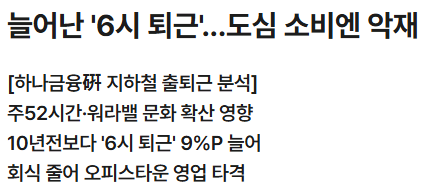 늘어난 '6시 퇴근'…도심 소비엔 악재
[하나금융硏 지하철 출퇴근 분석]
주52시간·워라밸 문화 확산 영향
10년전보다 '6시 퇴근' 9%P 늘어
회식 줄어 오피스타운 영업 타격